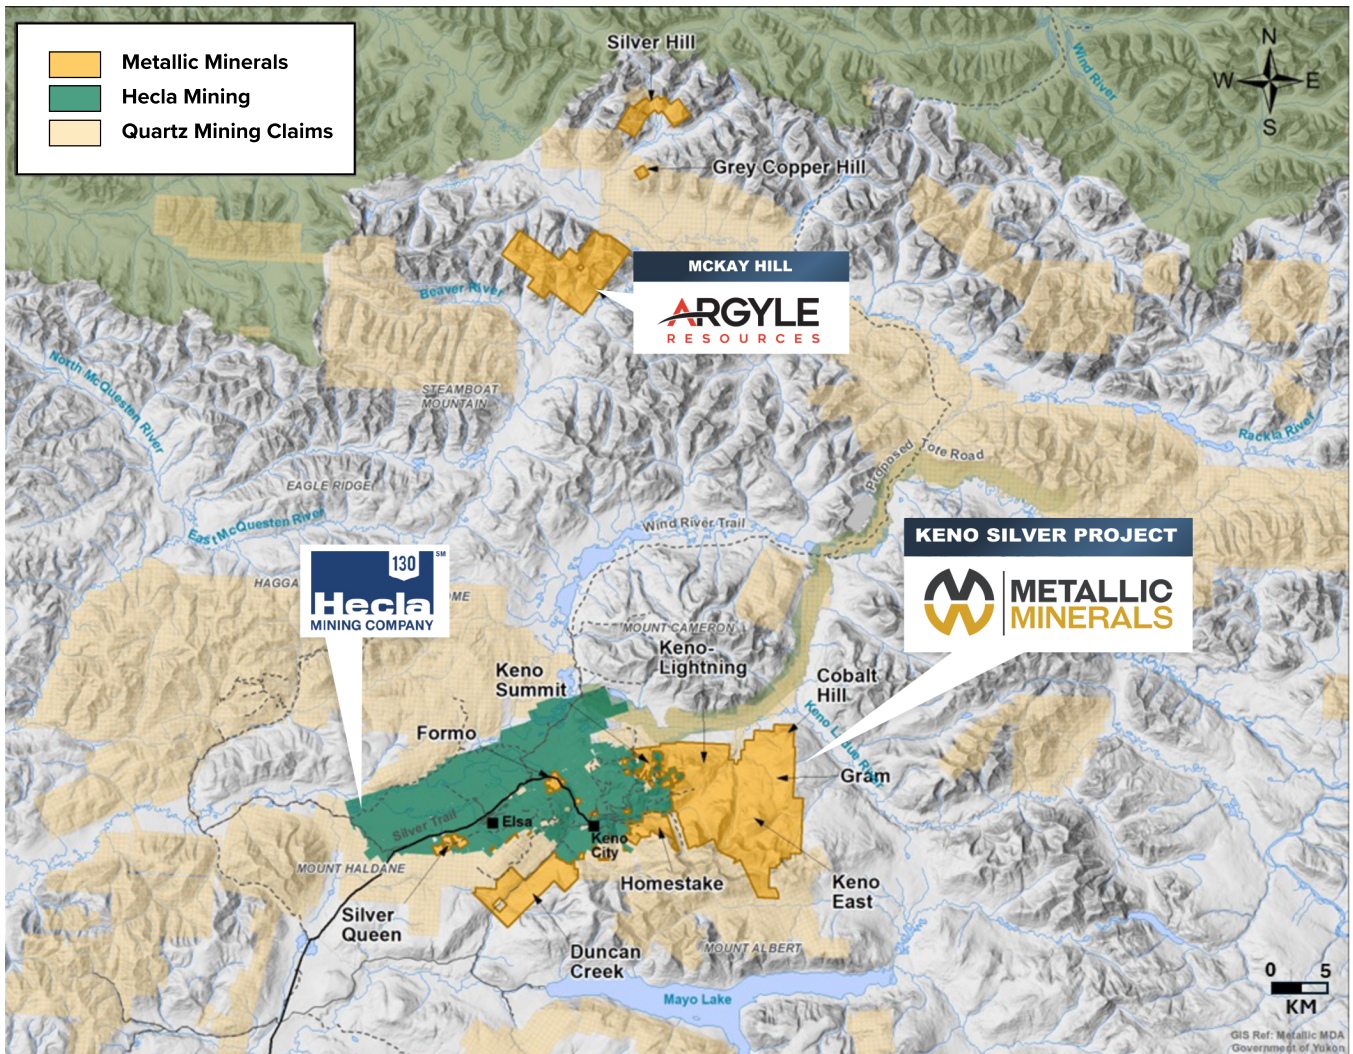 Metallic Minerals
Hecla Mining
Quartz Mining Claims
Silver Hill
N
W
E
S
Wind River
Grey Copper Hill
MCKAY HILL
ARGYLE
RESOURCES
Beaver River
North McQuesten River
STEAMBOAT
MOUNTAIN
Rackla River
Proposed Tote Road
EAGLE RIDGE
East McQuesten River
Wind River Trail
KENO SILVER PROJECT
METALLIC
MINERALS
130
SM
Hecla
MINING COMPANY
HAGGA
OME
MOUNT CAMERON
Keno-
Lightning
Keno
Summit
Cobalt
Hill
Formo
Gram
Silver Trail
Elsa
Keno
City
MOUNT HALDANE
Homestake
Keno
East
Silver
Queen
Duncan
Creek
MOUNT ALBERT
Mayo Lake
0 5
KM
GIS Ref: Metallic MDA
Government of Yukon